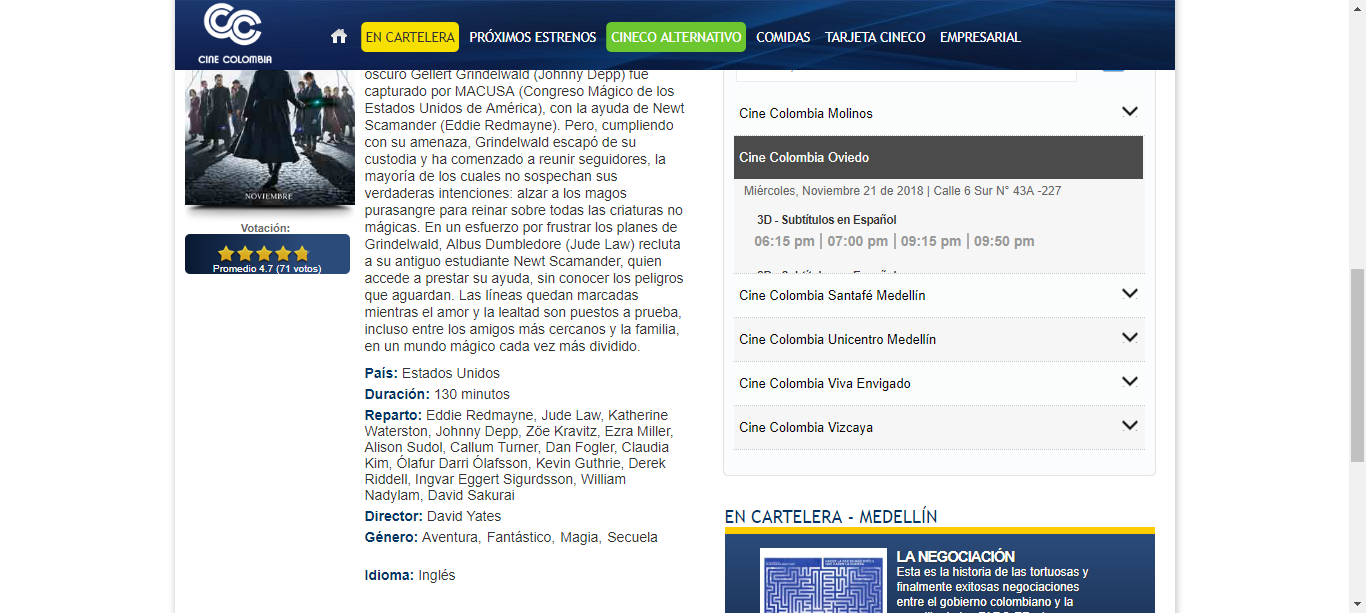 CINE COLOMBIA
EN CARTELERA
PRÓXIMOS ESTRENOS
CINECO ALTERNATIVO
COMIDAS
TARJETA CINECO
EMPRESARIAL
NOVIEMBRE
Votación:
Promedio 4.7 (71 votos)
oscuro Gellert Grindelwald (Johnny Depp) fue
capturado por MACUSA (Congreso Mágico de los
Estados Unidos de América), con la ayuda de Newt
Scamander (Eddie Redmayne). Pero, cumpliendo
con su amenaza, Grindelwald escapó de su
custodia y ha comenzado a reunir seguidores, la
mayoría de los cuales no sospechan sus
verdaderas intenciones: alzar a los magos
purasangre para reinar sobre todas las criaturas no
mágicas. En un esfuerzo por frustrar los planes de
Grindelwald, Albus Dumbledore (Jude Law) recluta
a su antiguo estudiante Newt Scamander, quien
accede a prestar su ayuda, sin conocer los peligros
que aguardan. Las líneas quedan marcadas
mientras el amor y la lealtad son puestos a prueba,
incluso entre los amigos más cercanos y la familia,
en un mundo mágico cada vez más dividido.
País: Estados Unidos
Duración: 130 minutos
Reparto: Eddie Redmayne, Jude Law, Katherine
Waterston, Johnny Depp, Zöe Kravitz, Ezra Miller,
Alison Sudol, Callum Turner, Dan Fogler, Claudia
Kim, Ólafur Darri Ólafsson, Kevin Guthrie, Derek
Riddell, Ingvar Eggert Sigurdsson, William
Nadylam, David Sakurai
Director: David Yates
Género: Aventura, Fantástico, Magia, Secuela
Idioma: Inglés
Cine Colombia Molinos
Cine Colombia Oviedo
Miércoles, Noviembre 21 de 2018 | Calle 6 Sur N° 43A -227
3D - Subtítulos en Español
06:15 pm | 07:00 pm | 09:15 pm | 09:50 pm
Cine Colombia Santafé Medellín
Cine Colombia Unicentro Medellín
Cine Colombia Viva Envigado
Cine Colombia Vizcaya
EN CARTELERA - MEDELLÍN
LA NEGOCIACIÓN
Esta es la historia de las tortuosas y
finalmente exitosas negociaciones
entre el gobierno colombiano y la